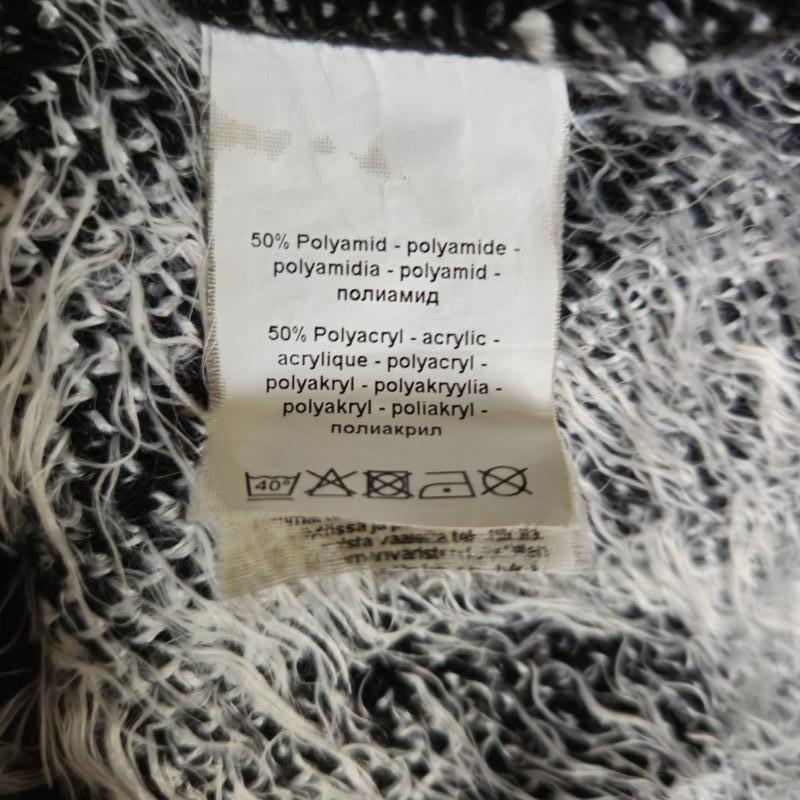 50% Polyamid - polyamide -
polyamidia - polyamid -
полиамид
50% Polyacryl - acrylic -
acrylique - polyacryl -
polyakryl - polyakryylia -
polyakryl - poliakryl -
полиакрил
40°